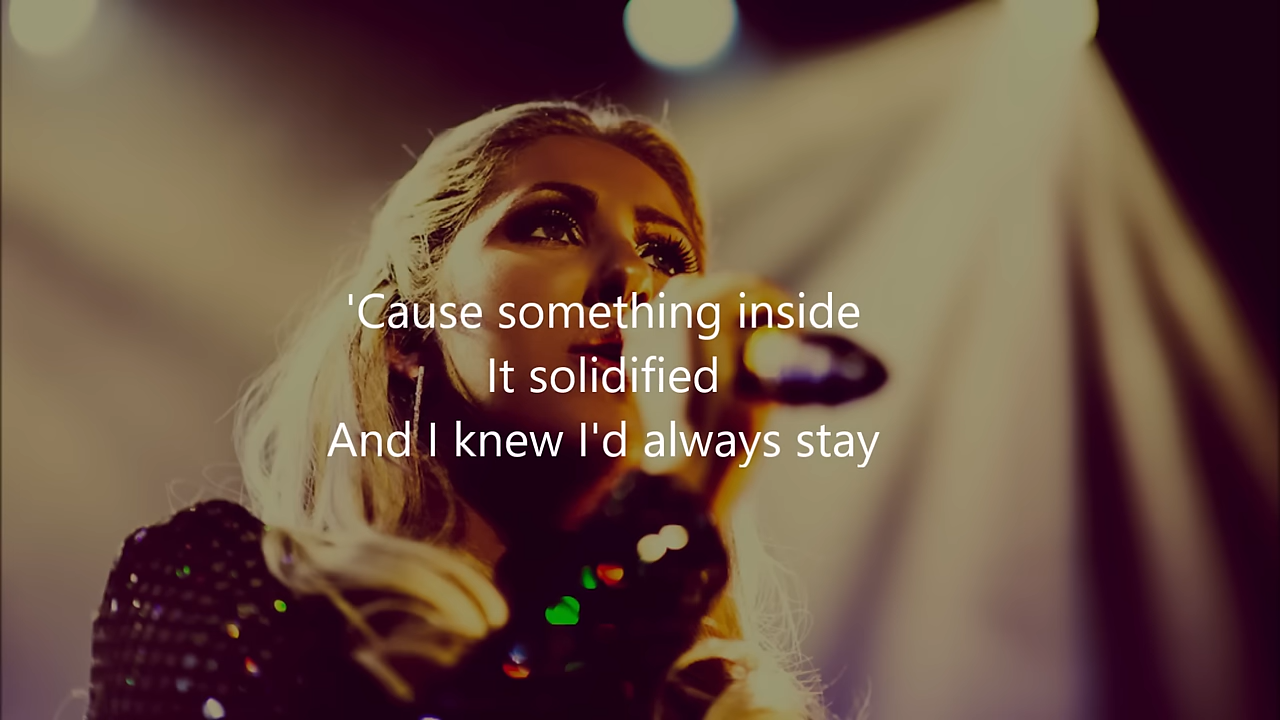 'Cause something inside
It solidified
And I knew I'd always stay